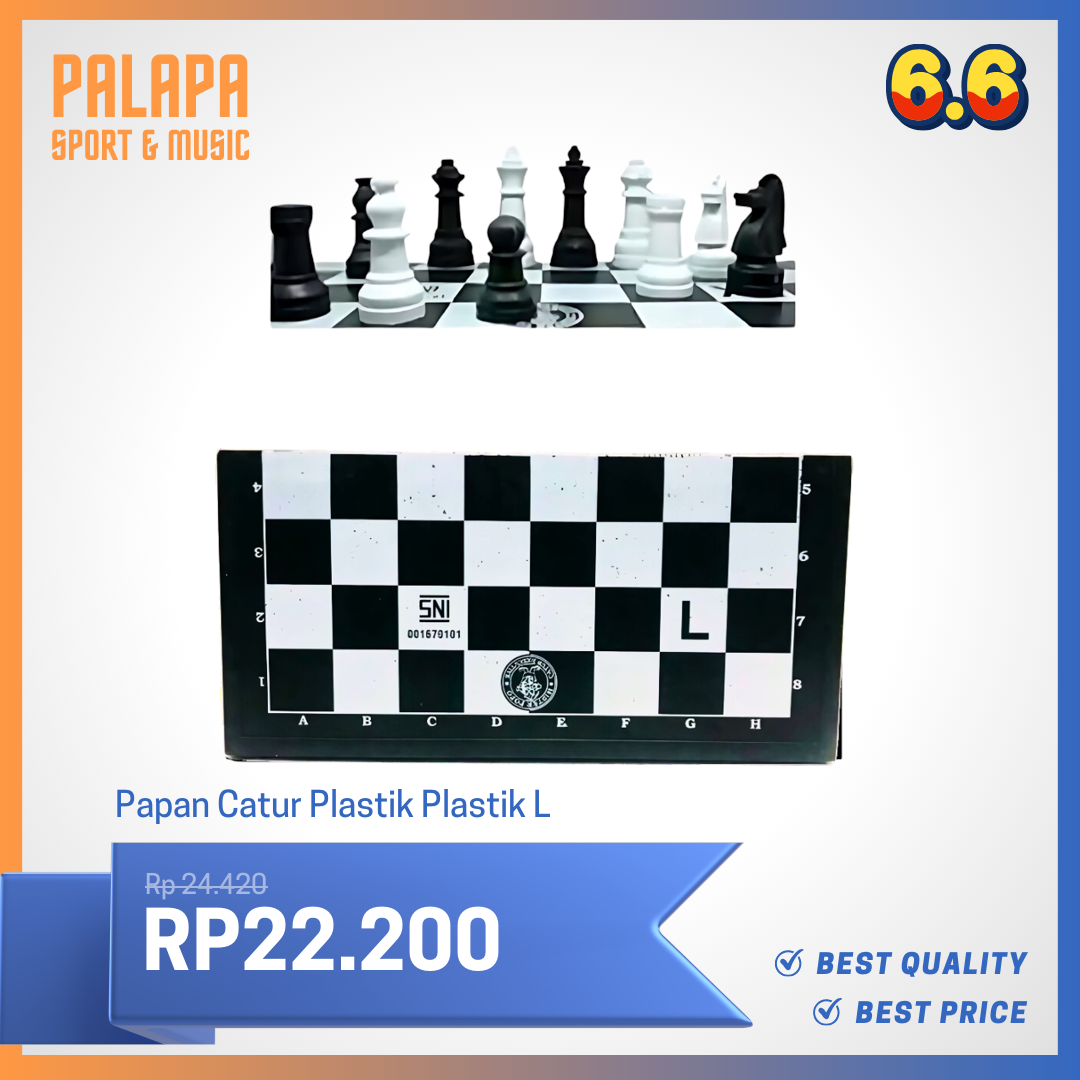 PALAPA
SPORT & MUSIC
6.6
4
5
3
6
SNI
001670101
L
2
7
1
8
A B C D E F G H
Papan Catur Plastik Plastik L
Rp 24.420
RP22.200
BEST QUALITY
BEST PRICE